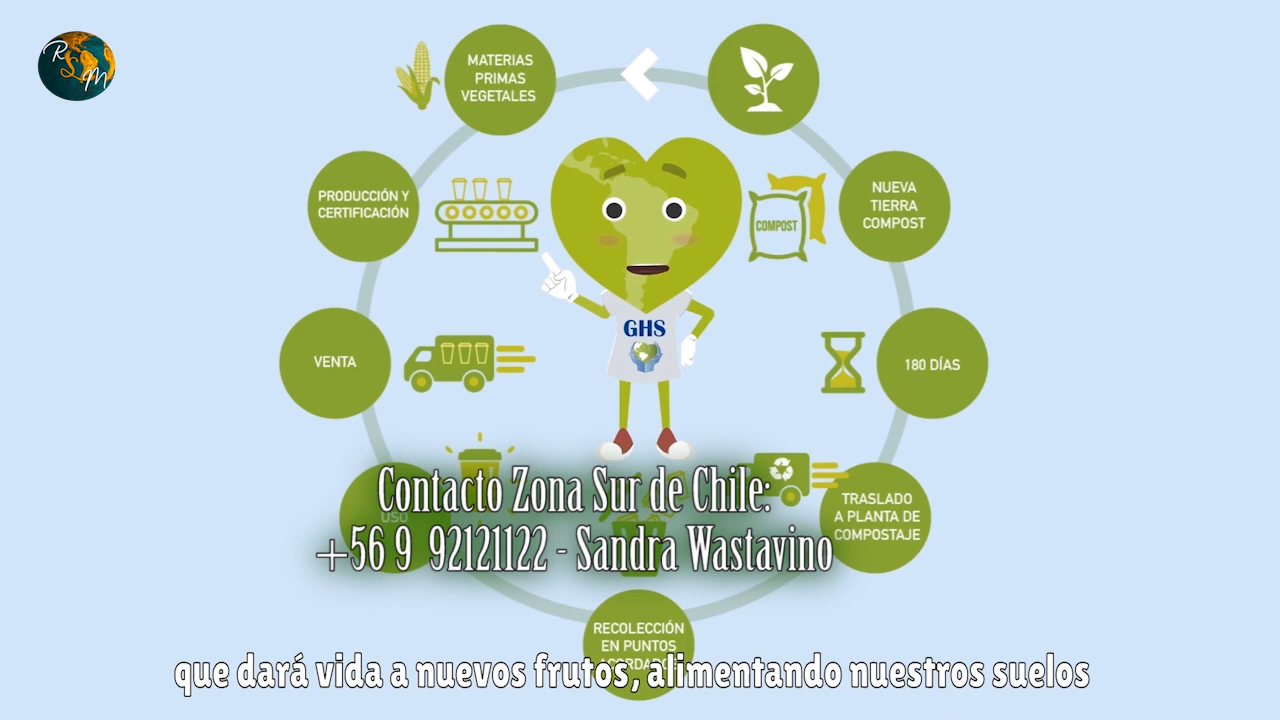 R
S
M
MATERIAS
PRIMAS
VEGETALES
PRODUCCIÓN Y
CERTIFICACIÓN
COMPOST
NUEVA
TIERRA
COMPOST
GHS
VENTA
180 DÍAS
USO
TRASLADO
A PLANTA DE
COMPOSTAJE
Contacto Zona Sur de Chile:
+56 9 92121122 - Sandra Wastavino
RECOLECCIÓN
EN PUNTOS
ACORDADOS
que dará vida a nuevos frutos, alimentando nuestros suelos